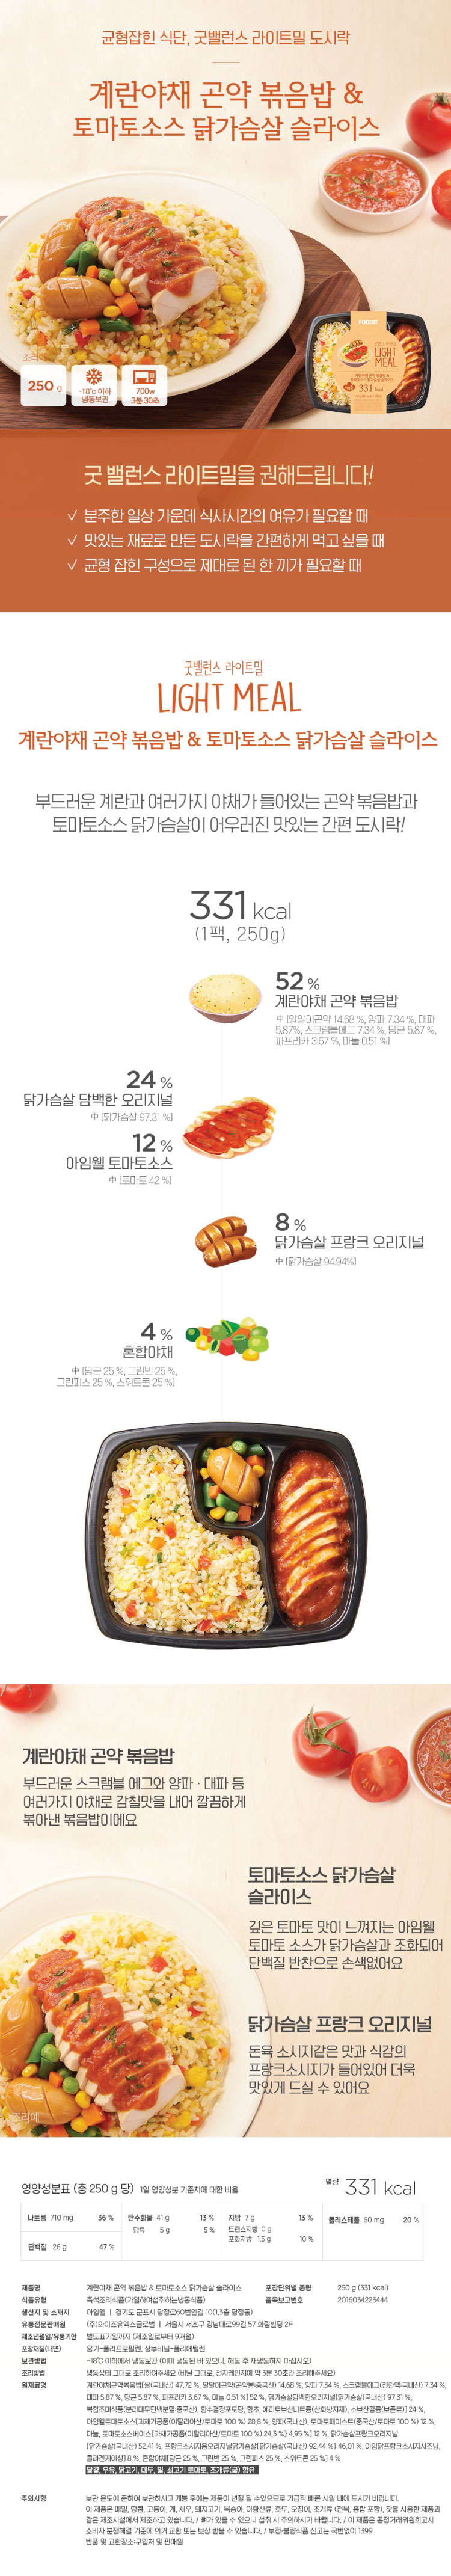 균형잡힌 식단, 굿밸런스 라이트밀 도시락
계란야채 곤약 볶음밥 &
토마토소스 닭가슴살 슬라이스
조리예
250 g
-18℃ 이하
냉동보관
700w
3분 30초
LIGHT
MEAL
331 kcal
굿 밸런스 라이트밀을 권해드립니다!
√ 분주한 일상 가운데 식사시간의 여유가 필요할 때
√ 맛있는 재료로 만든 도시락을 간편하게 먹고 싶을 때
√ 균형 잡힌 구성으로 제대로 된 한 끼가 필요할 때
굿밸런스 라이트밀
LIGHT MEAL
계란야채 곤약 볶음밥 & 토마토소스 닭가슴살 슬라이스
부드러운 계란과 여러가지 야채가 들어있는 곤약 볶음밥과
토마토소스 닭가슴살이 어우러진 맛있는 간편 도시락!
331 kcal
(1팩, 250g)
52 %
계란야채 곤약 볶음밥
中 [알알이곤약 14.68 %, 양파 7.34 %, 대파
5.87%, 스크램블에그 7.34 %, 당근 5.87 %,
파프리카 3.67 %, 마늘 0.51 %]
24 %
닭가슴살 담백한 오리지널
中 [닭가슴살 97.31 %]
12 %
아임웰 토마토소스
中 [토마토 42 %]
8 %
닭가슴살 프랑크 오리지널
中 [닭가슴살 94.94%]
4 %
혼합야채
中 [당근 25 %, 그린빈 25 %,
그린피스 25 %, 스위트콘 25 %]
계란야채 곤약 볶음밥
부드러운 스크램블 에그와 양파 · 대파 등
여러가지 야채로 감칠맛을 내어 깔끔하게
볶아낸 볶음밥이에요
토마토소스 닭가슴살
슬라이스
깊은 토마토 맛이 느껴지는 아임웰
토마토 소스가 닭가슴살과 조화되어
단백질 반찬으로 손색없어요
닭가슴살 프랑크 오리지널
돈육 소시지같은 맛과 식감의
프랑크소시지가 들어있어 더욱
맛있게 드실 수 있어요
조리예
영양성분표 (총 250 g 당) 1일 영양성분 기준치에 대한 비율
열량 331 kcal
나트륨 710 mg 36 %
탄수화물 41 g 13 %
지방 7 g 13 %
콜레스테롤 60 mg 20 %
당류 5 g 5 %
트랜스지방 0 g
포화지방 1.5 g 10 %
단백질 26 g 47 %
제품명 계란야채 곤약 볶음밥 & 토마토소스 닭가슴살 슬라이스 포장단위별 중량 250 g (331 kcal)
식품유형 즉석조리식품(가열하여섭취하는냉동식품) 품목보고번호 2016034223444
생산지 및 소재지 아임웰 | 경기도 군포시 당정로60번안길 10(1,3층 당정동)
유통전문판매원 (주)와이즈유엑스글로벌 | 서울시 서초구 강남대로99길 57 화림빌딩 2F
제조년월일/유통기한 별도표기일까지 (제조일로부터 9개월)
포장재질(내면) 용기-폴리프로필렌, 상부비닐-폴리에틸렌
보관방법 -18℃ 이하에서 냉동보관 (이미 냉동된 바 있으니, 해동 후 재냉동하지 마십시오)
조리방법 냉동상태 그대로 조리하여주세요 (비닐 그대로, 전자레인지에 약 3분 30초간 조리해주세요)
원재료명 계란야채곤약볶음밥[쌀(국내산) 47.72 %, 알알이곤약(곤약분:중국산) 14.68 %, 양파 7.34 %, 스크램블에그(전란액:국내산) 7.34 %,
대파 5.87 %, 당근 5.87 %, 파프리카 3.67 %, 마늘 0.51 %] 52 %, 닭가슴살담백한오리지널[닭가슴살(국내산) 97.31 %,
복합조미식품(분리대두단백분말:중국산), 함수결정포도당, 향초, 에리토브산나트륨(산화방지제), 소브산칼륨(보존료)] 24 %,
아임웰토마토소스[토마토소스베이스{과채가공품(이탈리아산/토마토 100 %) 28.8 %, 양파(국내산), 토마토페이스트(중국산/토마토 100 %) 12 %,
[닭가슴살(국내산) 52.41 %, 프랑크소시지용오리지널닭가슴살{닭가슴살(국내산) 92.44 %} 46.01 %, 아임닭프랑크소시지시즈닝,
콜라겐케이싱] 8 %, 혼합야채[당근 25 %, 그린빈 25 %, 그린피스 25 %, 스위트콘 25 %] 4 %
달걀, 우유, 닭고기, 대두, 밀, 쇠고기 토마토, 조개류(굴) 함유
주의사항 보관 온도에 준하여 보관하시고 개봉 후에는 제품이 변질 될 수있으므로 가급적 빠른 시일 내에 드시기 바랍니다.
이 제품은 메밀, 땅콩, 고등어, 게, 새우, 돼지고기, 복숭아, 아황산류, 호두, 오징어, 조개류 (전복, 홍합 포함), 잣을 사용한 제품과
같은 제조시설에서 제조하고 있습니다. / 뼈가 있을 수 있으니 섭취 시 주의하시기 바랍니다. / 이 제품은 공정거래위원회고시
소비자 분쟁해결 기준에 의거 교환 또는 보상 받을 수 있습니다. / 부정·불량식품 신고는 국번없이 1399
반품 및 교환장소:구입처 및 판매원